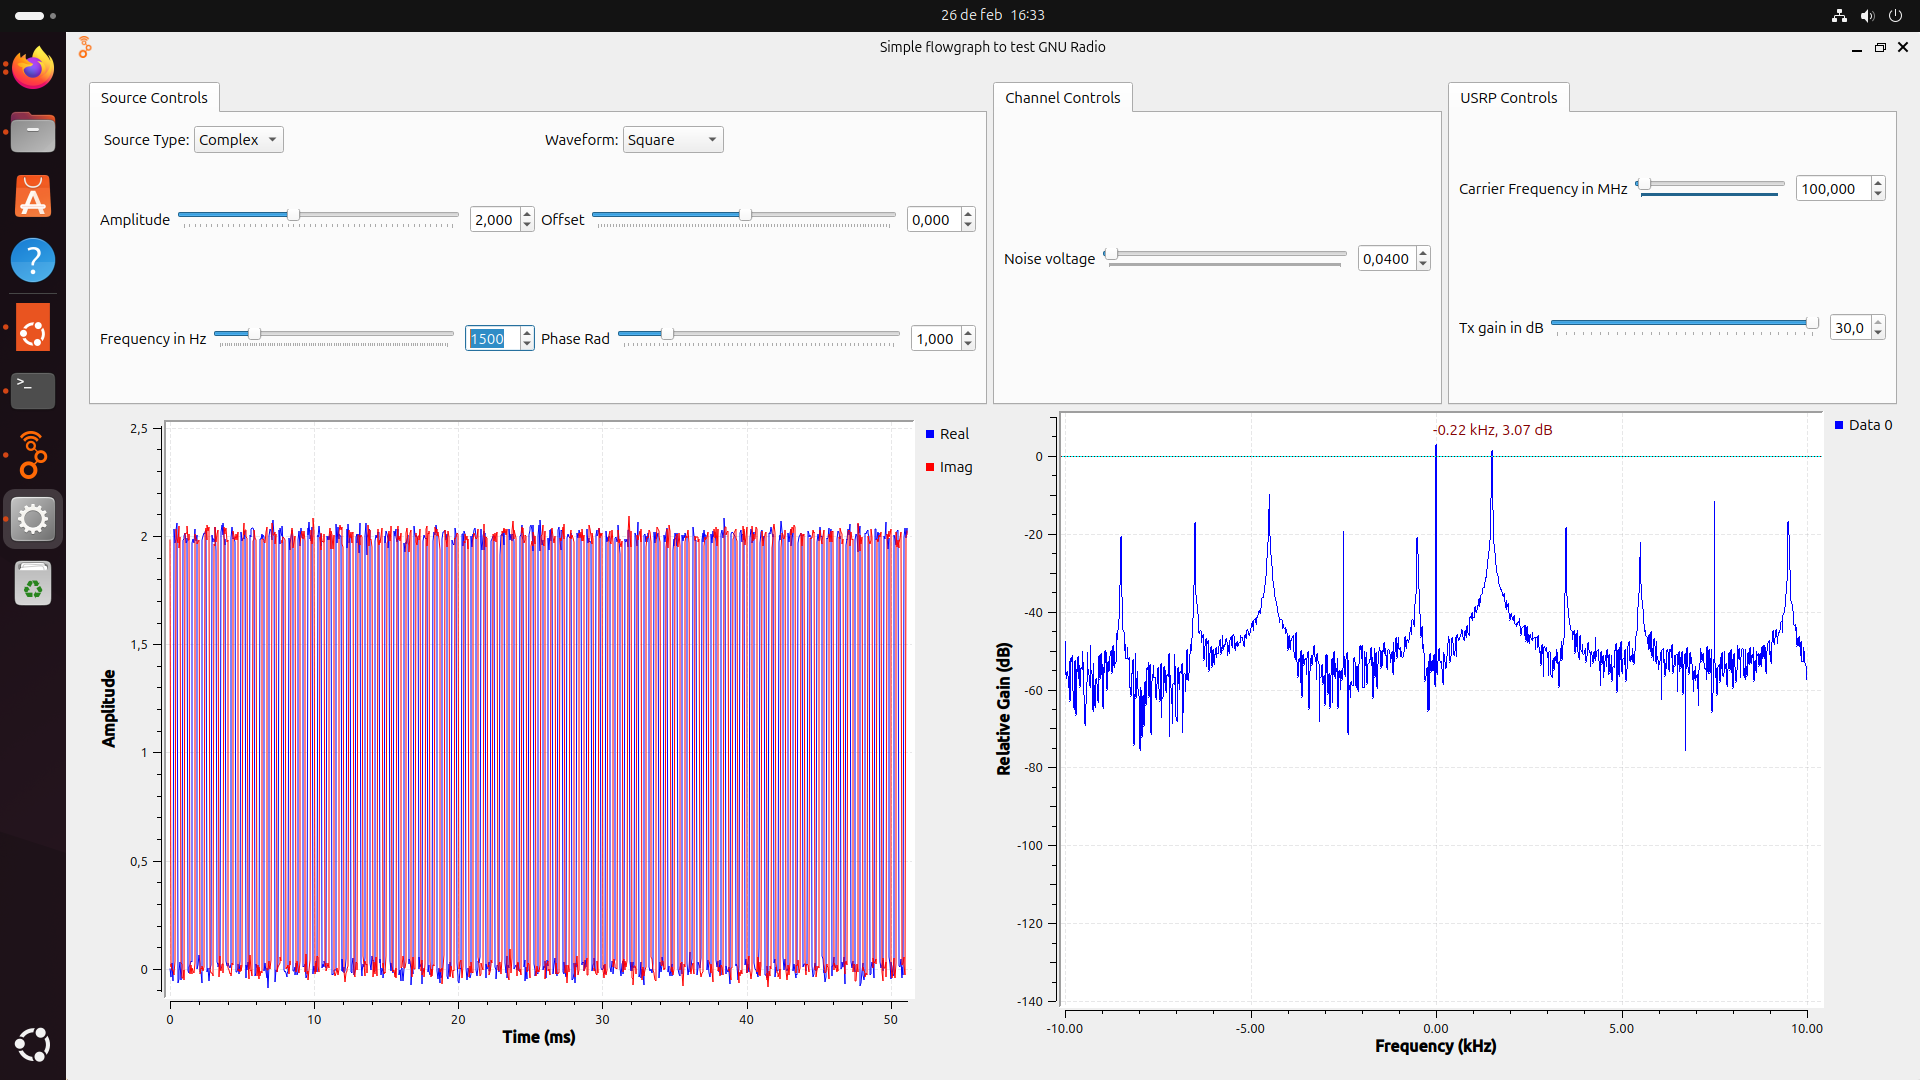 26 de feb 16:33
Simple flowgraph to test GNU Radio
Source Controls
Source Type: Complex
Waveform: Square
Amplitude 2,000
Offset 0,000
Frequency in Hz 1500
Phase Rad 1,000
Channel Controls
Noise voltage 0,0400
USRP Controls
Carrier Frequency in MHz 100,000
Tx gain in dB 30,0
2,5
2
1,5
1
0,5
0
Amplitude
0 10 20 30 40 50
Time (ms)
Real
Imag
-0.22 kHz, 3.07 dB
Data 0
0
-20
-40
-60
-80
-100
-120
-140
Relative Gain (dB)
-10.00 -5.00 0.00 5.00 10.00
Frequency (kHz)